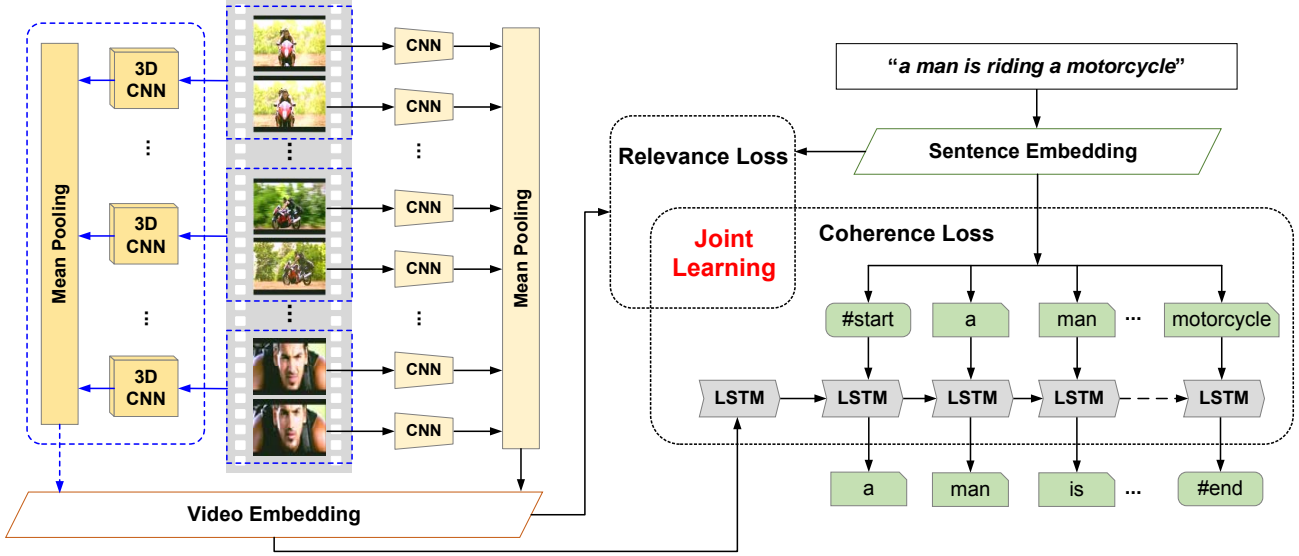 Mean Pooling
3D
CNN
...
3D
CNN
...
3D
CNN
...
...
CNN
CNN
...
CNN
CNN
...
CNN
CNN
Mean Pooling
Video Embedding
“a man is riding a motorcycle”
Sentence Embedding
Relevance Loss
Joint
Learning
Coherence Loss
#start
a
man
...
motorcycle
LSTM
LSTM
LSTM
LSTM
LSTM
a
man
is
...
#end